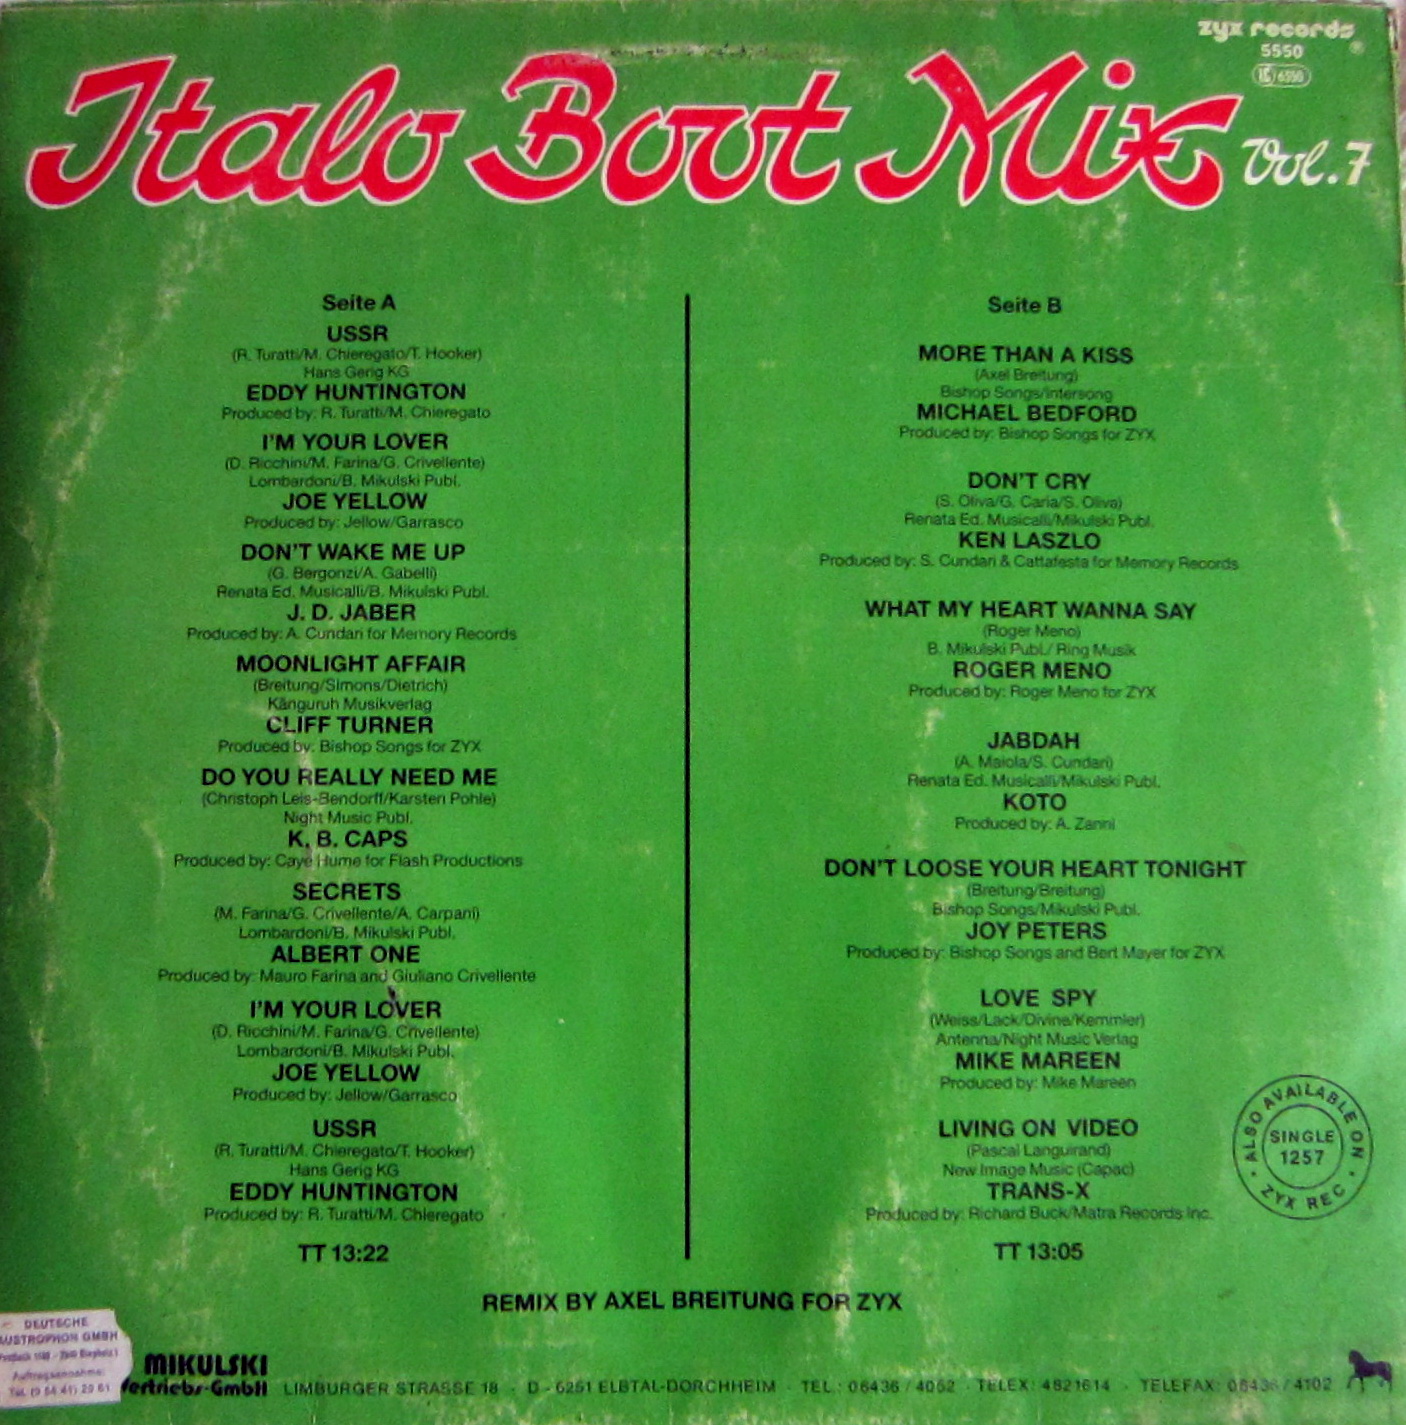 zyx records
5550
Italo Boot Mix Vol. 7
Seite A
USSR
(R. Turatti/M. Chieregato/T. Hooker)
Hans Gerig KG
EDDY HUNTINGTON
Produced by: R. Turatti/M. Chieregato
I'M YOUR LOVER
(D. Ricchini/M. Farina/G. Crivellente)
Lombardoni/B. Mikulski Publ.
JOE YELLOW
Produced by: Jellow/Garrasco
DON'T WAKE ME UP
(G. Bergonzi/A. Gabelli)
Renata Ed. Musicalli/B. Mikulski Publ.
J. D. JABER
Produced by: A. Cundari for Memory Records
MOONLIGHT AFFAIR
(Breitung/Simons/Dietrich)
Känguruh Musikverlag
CLIFF TURNER
Produced by: Bishop Songs for ZYX
DO YOU REALLY NEED ME
(Christoph Leis-Bendorff/Karsten Pohle)
Night Music Publ.
K. B. CAPS
Produced by: Caye Hume for Flash Productions
SECRETS
(M. Farina/G. Crivellente/A. Carpani)
Lombardoni/B. Mikulski Publ.
ALBERT ONE
Produced by: Mauro Farina and Giuliano Crivellente
I'M YOUR LOVER
(D. Ricchini/M. Farina/G. Crivellente)
Lombardoni/B. Mikulski Publ.
JOE YELLOW
Produced by: Jellow/Garrasco
USSR
(R. Turatti/M. Chieregato/T. Hooker)
Hans Gerig KG
EDDY HUNTINGTON
Produced by: R. Turatti/M. Chieregato
TT 13:22
Seite B
MORE THAN A KISS
(Axel Breitung)
Bishop Songs/Intersong
MICHAEL BEDFORD
Produced by: Bishop Songs for ZYX
DON'T CRY
(S. Oliva/G. Caria/S. Oliva)
Renata Ed. Musicalli/Mikulski Publ.
KEN LASZLO
Produced by: S. Cundari & Cattafesta for Memory Records
WHAT MY HEART WANNA SAY
(Roger Meno)
B. Mikulski Publ./ Ring Musik
ROGER MENO
Produced by: Roger Meno for ZYX
JABDAH
(A. Maiola/S. Cundari)
Renata Ed. Musicalli/Mikulski Publ.
KOTO
Produced by: A. Zanni
DON'T LOOSE YOUR HEART TONIGHT
(Breitung/Breitung)
Bishop Songs/Mikulski Publ.
JOY PETERS
Produced by: Bishop Songs and Bert Mayer for ZYX
LOVE SPY
(Weiss/Lack/Divine/Kemmler)
Antenna/Night Music Verlag
MIKE MAREEN
Produced by: Mike Mareen
LIVING ON VIDEO
(Pascal Languirand)
New Image Music (Capac)
TRANS-X
Produced by: Richard Buck/Matra Records Inc.
TT 13:05
ALSO AVAILABLE ON
SINGLE
1257
ZYX REC
REMIX BY AXEL BREITUNG FOR ZYX
DEUTSCHE
AUSTROPHON GMBH
Auftragsannahme:
MIKULSKI
Vertriebs-GmbH LIMBURGER STRASSE 18 · D - 6251 ELBTAL-DORCHHEIM · TEL.: 06436 / 4052 · TELEX: 4821614 · TELEFAX: 06436 / 4102